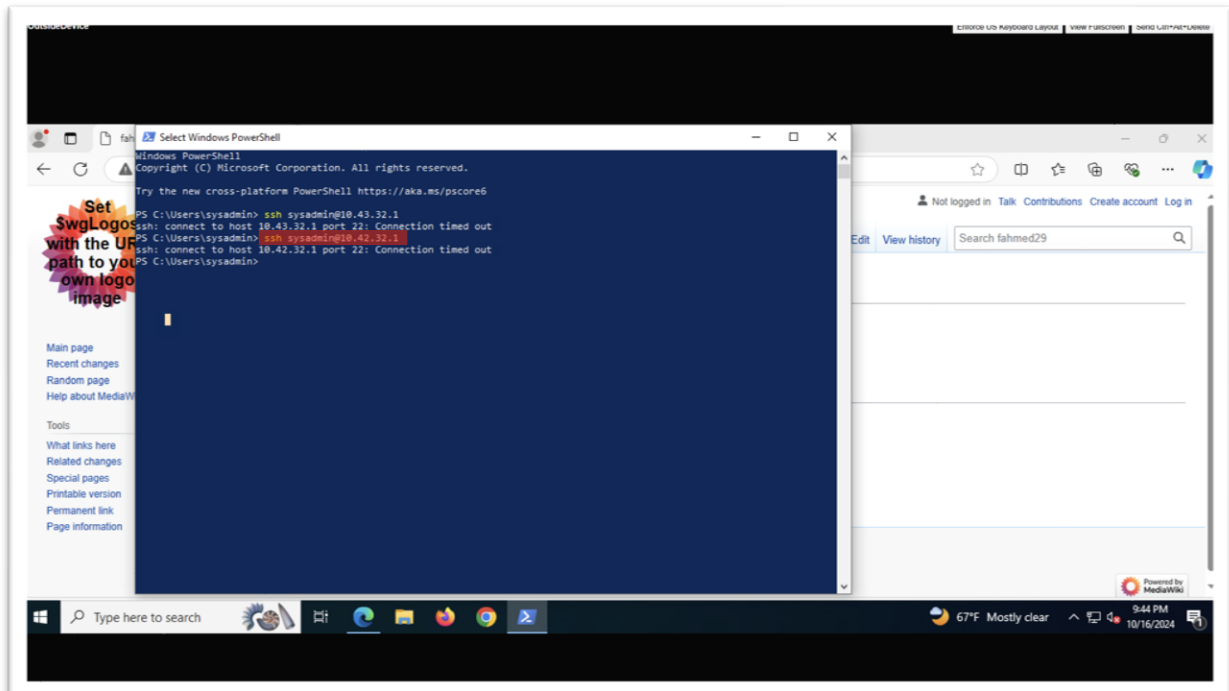 OutsideDevice
Enforce US Keyboard Layout View Fullscreen Send Ctrl+Alt+Delete
fah
Select Windows PowerShell
Windows PowerShell
Copyright (C) Microsoft Corporation. All rights reserved.
Try the new cross-platform PowerShell https://aka.ms/pscore6
PS C:\Users\sysadmin> ssh sysadmin@10.43.32.1
ssh: connect to host 10.43.32.1 port 22: Connection timed out
PS C:\Users\sysadmin> ssh sysadmin@10.42.32.1
ssh: connect to host 10.42.32.1 port 22: Connection timed out
PS C:\Users\sysadmin>
Set
$wgLogos
with the UR
path to you
own logo
image
Main page
Recent changes
Random page
Help about MediaW
Tools
What links here
Related changes
Special pages
Printable version
Permanent link
Page information
Not logged in Talk Contributions Create account Log in
Edit View history Search fahmed29
Powered by
MediaWiki
Type here to search
67°F Mostly clear
9:44 PM
10/16/2024
1